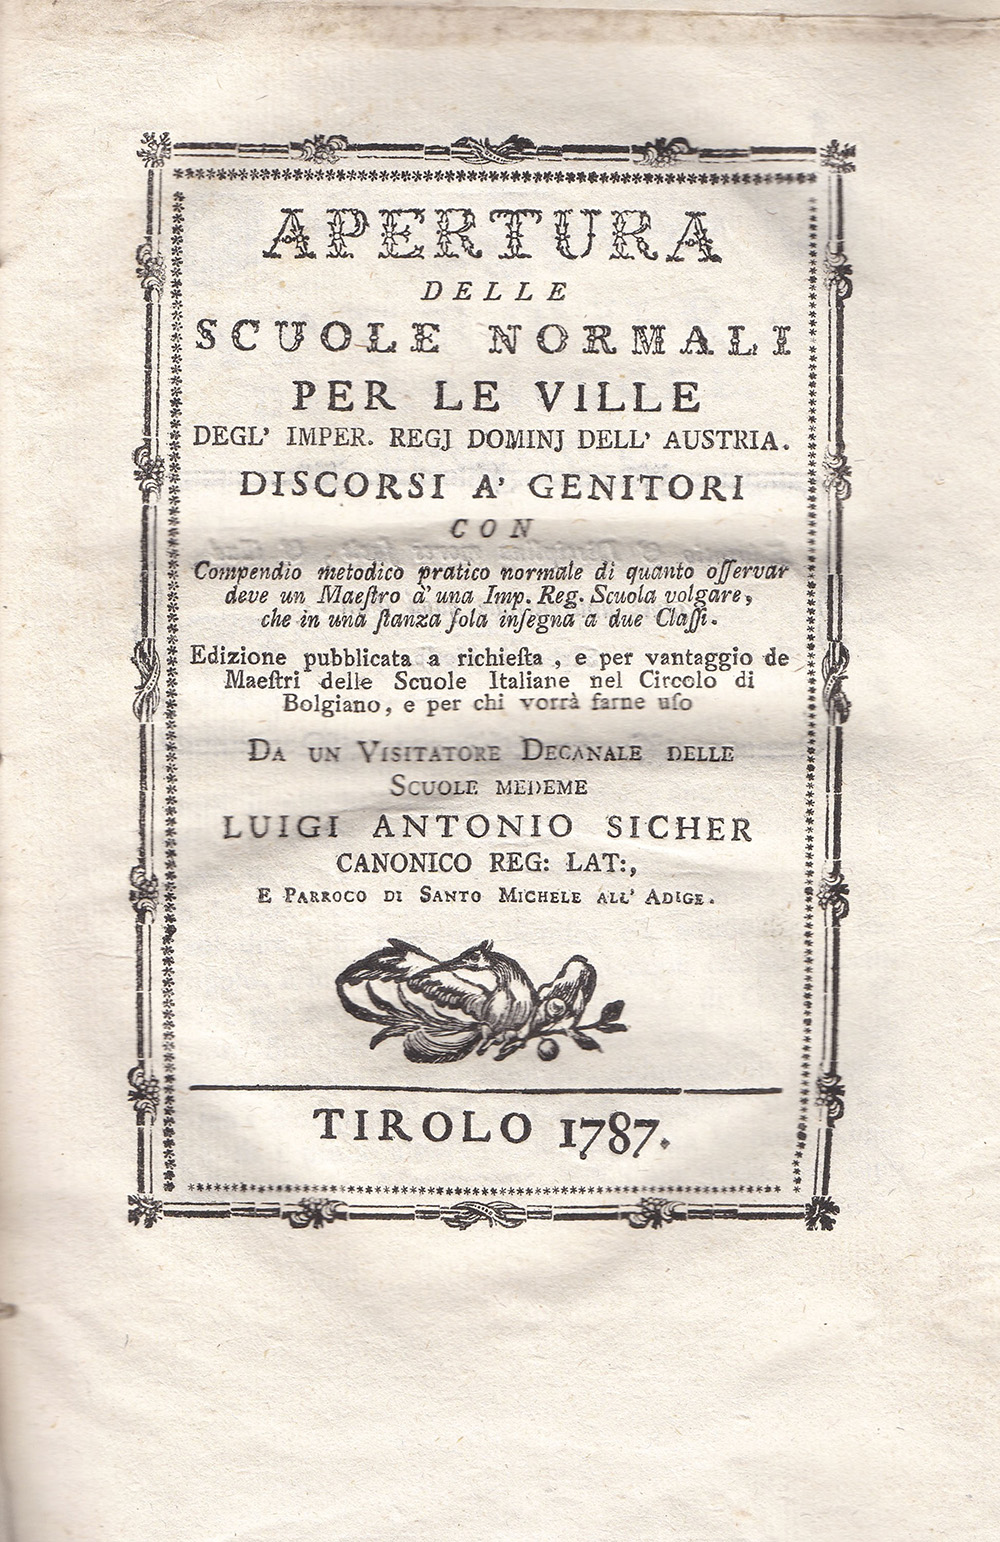 APERTURA
DELLE
SCUOLE NORMALI
PER LE VILLE
DEGL' IMPER. REGJ DOMINJ DELL' AUSTRIA.
DISCORSI A' GENITORI
CON
Compendio metodico pratico normale di quanto oſſervar
deve un Maeſtro d' una Imp. Reg. Scuola volgare,
che in una ſtanza ſola inſegna a due Claſſi.
Edizione pubblicata a richieſta, e per vantaggio de
Maeſtri delle Scuole Italiane nel Circolo di
Bolgiano, e per chi vorrà farne uſo
DA UN VISITATORE DECANALE DELLE
SCUOLE MEDEME
LUIGI ANTONIO SICHER
CANONICO REG: LAT:,
E PARROCO DI SANTO MICHELE ALL' ADIGE.
TIROLO 1787.